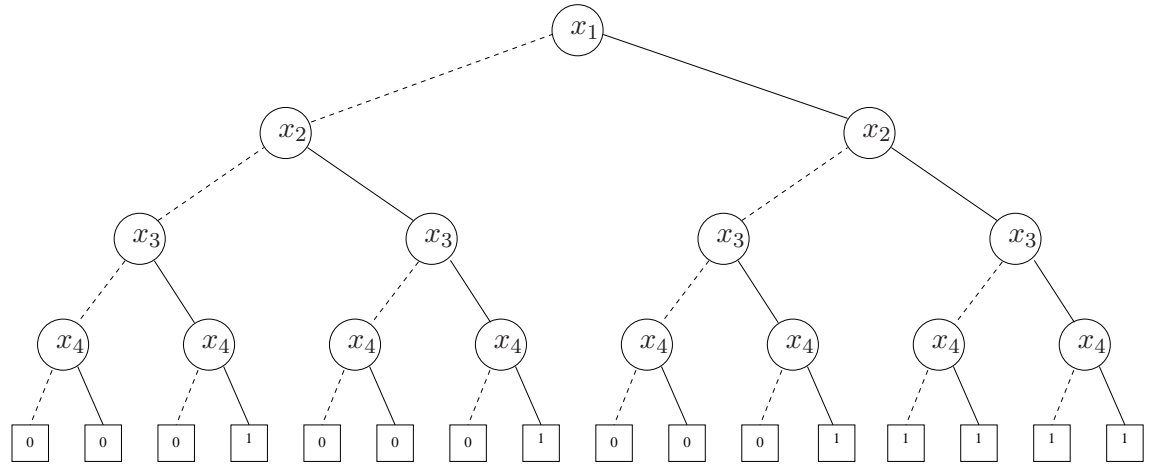 x₁
x₂ x₂
x₃ x₃ x₃ x₃
x₄ x₄ x₄ x₄ x₄ x₄ x₄ x₄
0 0 0 1 0 0 0 1 0 0 0 1 1 1 1 1